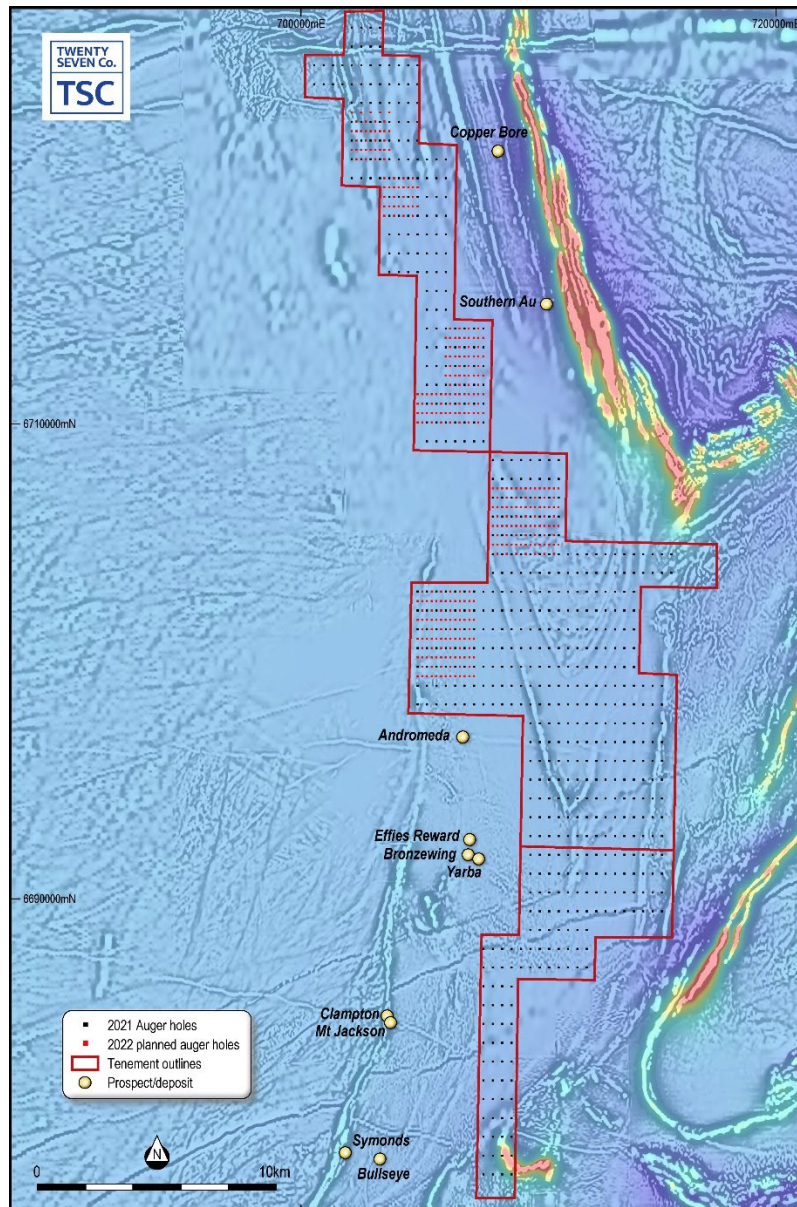 700000mE
720000mE
TWENTY
SEVEN Co.
TSC
Copper Bore
Southern Au
6710000mN
Andromeda
Effies Reward
Bronzewing
Yarba
6690000mN
Clampton
Mt Jackson
2021 Auger holes
2022 planned auger holes
Tenement outlines
Prospect/deposit
N
Symonds
Bullseye
0
10km